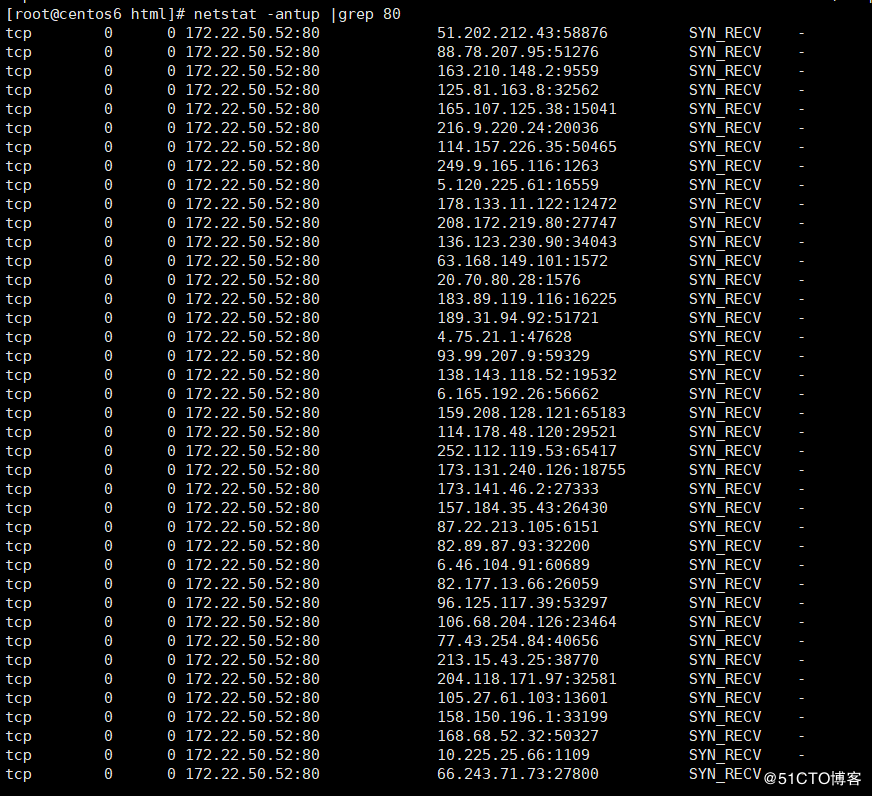 [root@centos6 html]# netstat -antup |grep 80
tcp 0 0 172.22.50.52:80 51.202.212.43:58876 SYN_RECV -
tcp 0 0 172.22.50.52:80 88.78.207.95:51276 SYN_RECV -
tcp 0 0 172.22.50.52:80 163.210.148.2:9559 SYN_RECV -
tcp 0 0 172.22.50.52:80 125.81.163.8:32562 SYN_RECV -
tcp 0 0 172.22.50.52:80 165.107.125.38:15041 SYN_RECV -
tcp 0 0 172.22.50.52:80 216.9.220.24:20036 SYN_RECV -
tcp 0 0 172.22.50.52:80 114.157.226.35:50465 SYN_RECV -
tcp 0 0 172.22.50.52:80 249.9.165.116:1263 SYN_RECV -
tcp 0 0 172.22.50.52:80 5.120.225.61:16559 SYN_RECV -
tcp 0 0 172.22.50.52:80 178.133.11.122:12472 SYN_RECV -
tcp 0 0 172.22.50.52:80 208.172.219.80:27747 SYN_RECV -
tcp 0 0 172.22.50.52:80 136.123.230.90:34043 SYN_RECV -
tcp 0 0 172.22.50.52:80 63.168.149.101:1572 SYN_RECV -
tcp 0 0 172.22.50.52:80 20.70.80.28:1576 SYN_RECV -
tcp 0 0 172.22.50.52:80 183.89.119.116:16225 SYN_RECV -
tcp 0 0 172.22.50.52:80 189.31.94.92:51721 SYN_RECV -
tcp 0 0 172.22.50.52:80 4.75.21.1:47628 SYN_RECV -
tcp 0 0 172.22.50.52:80 93.99.207.9:59329 SYN_RECV -
tcp 0 0 172.22.50.52:80 138.143.118.52:19532 SYN_RECV -
tcp 0 0 172.22.50.52:80 6.165.192.26:56662 SYN_RECV -
tcp 0 0 172.22.50.52:80 159.208.128.121:65183 SYN_RECV -
tcp 0 0 172.22.50.52:80 114.178.48.120:29521 SYN_RECV -
tcp 0 0 172.22.50.52:80 252.112.119.53:65417 SYN_RECV -
tcp 0 0 172.22.50.52:80 173.131.240.126:18755 SYN_RECV -
tcp 0 0 172.22.50.52:80 173.141.46.2:27333 SYN_RECV -
tcp 0 0 172.22.50.52:80 157.184.35.43:26430 SYN_RECV -
tcp 0 0 172.22.50.52:80 87.22.213.105:6151 SYN_RECV -
tcp 0 0 172.22.50.52:80 82.89.87.93:32200 SYN_RECV -
tcp 0 0 172.22.50.52:80 6.46.104.91:60689 SYN_RECV -
tcp 0 0 172.22.50.52:80 82.177.13.66:26059 SYN_RECV -
tcp 0 0 172.22.50.52:80 96.125.117.39:53297 SYN_RECV -
tcp 0 0 172.22.50.52:80 106.68.204.126:23464 SYN_RECV -
tcp 0 0 172.22.50.52:80 77.43.254.84:40656 SYN_RECV -
tcp 0 0 172.22.50.52:80 213.15.43.25:38770 SYN_RECV -
tcp 0 0 172.22.50.52:80 204.118.171.97:32581 SYN_RECV -
tcp 0 0 172.22.50.52:80 105.27.61.103:13601 SYN_RECV -
tcp 0 0 172.22.50.52:80 158.150.196.1:33199 SYN_RECV -
tcp 0 0 172.22.50.52:80 168.68.52.32:50327 SYN_RECV -
tcp 0 0 172.22.50.52:80 10.225.25.66:1109 SYN_RECV -
tcp 0 0 172.22.50.52:80 66.243.71.73:27800 SYN_RECV
@51CTO博客